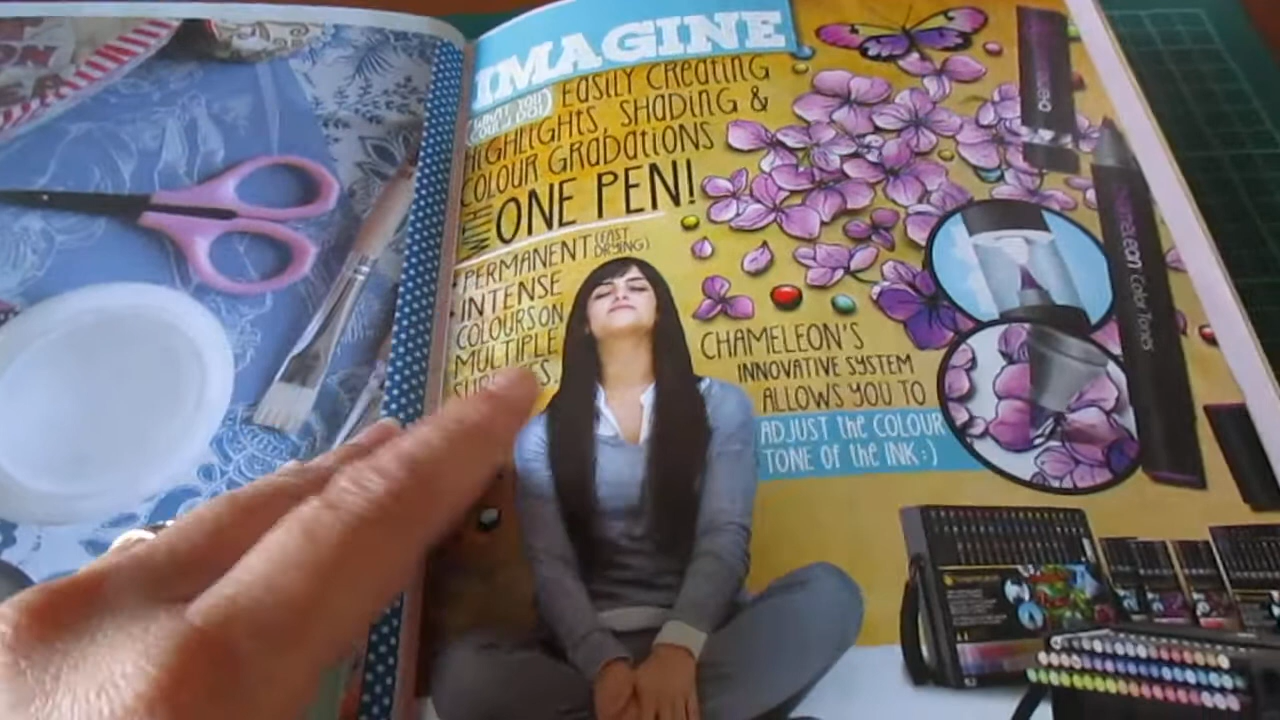 IMAGINE
(WHAT YOU COULD DO!)
EASILY CREATING
HIGHLIGHTS, SHADING &
COLOUR GRADATIONS
WITH ONE PEN!
• PERMANENT (FAST DRYING)
• INTENSE
COLOURS ON
MULTIPLE
CHAMELEON'S
INNOVATIVE SYSTEM
ALLOWS YOU TO
ADJUST the COLOUR
TONE of the INK :)
chamaLeon Color Tones